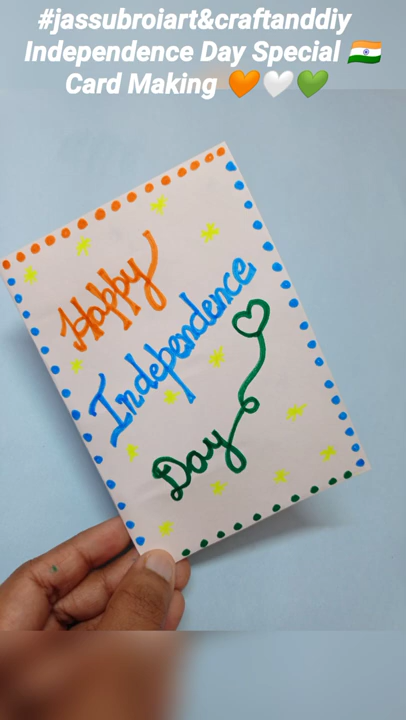 #jassubroiart&craftanddiy
Independence Day Special 🇮🇳
Card Making 🧡🤍💚
Happy
Independence
Day